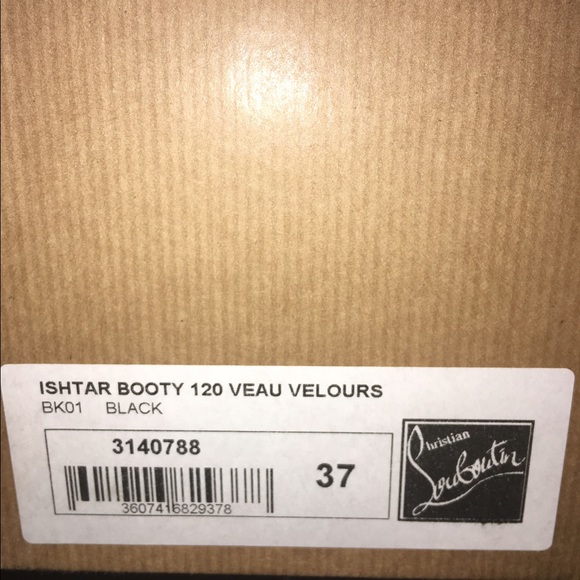 ISHTAR BOOTY 120 VEAU VELOURS
BK01 BLACK
3140788
37
3607416829378
Christian
Louboutin